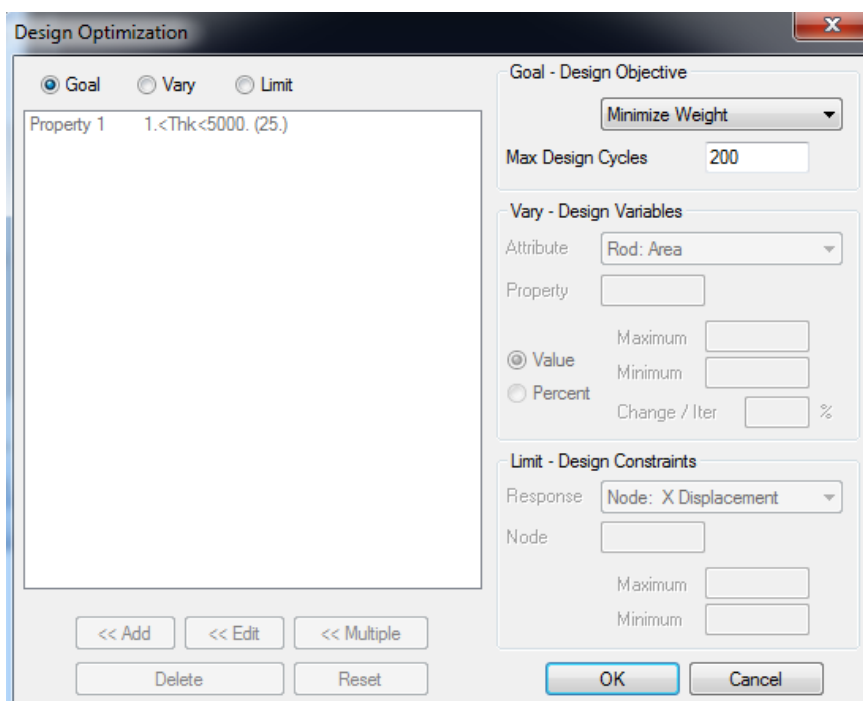 Design Optimization
Goal Vary Limit
Property 1 1.<Thk<5000. (25.)
<< Add << Edit << Multiple
Delete Reset
Goal - Design Objective
Minimize Weight
Max Design Cycles 200
Vary - Design Variables
Attribute Rod: Area
Property
Value
Percent
Maximum
Minimum
Change / Iter %
Limit - Design Constraints
Response Node: X Displacement
Node
Maximum
Minimum
OK Cancel